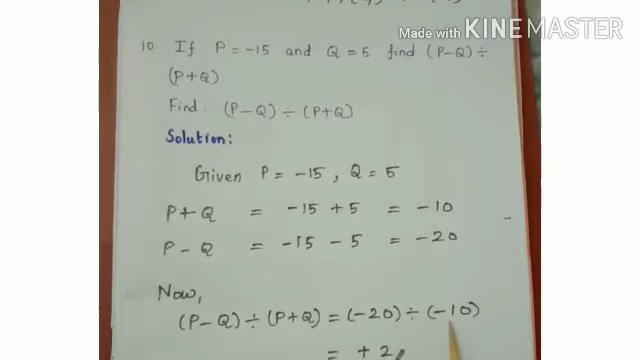 Made with KINEMASTER
10. If P = -15 and Q = 5 find (P-Q) ÷
(P+Q)
Find. (P-Q) ÷ (P+Q)
Solution:
Given P = -15, Q = 5
P+Q = -15 + 5 = -10
P-Q = -15 - 5 = -20
Now,
(P-Q) ÷ (P+Q) = (-20) ÷ (-10)
= +2